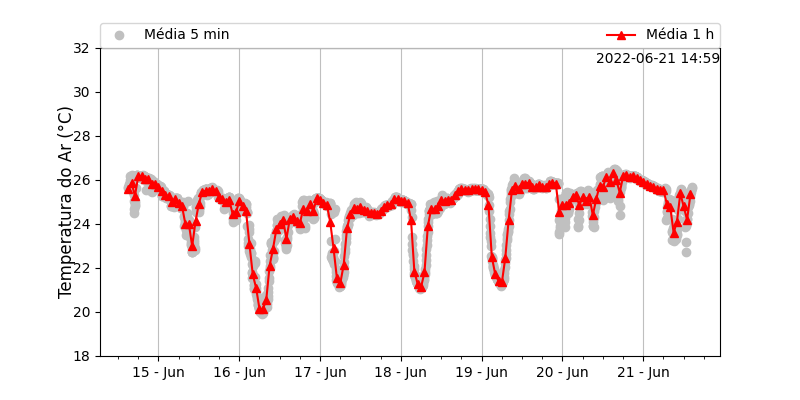 Média 5 min
Média 1 h
2022-06-21 14:59
Temperatura do Ar (°C)
32
30
28
26
24
22
20
18
15 - Jun
16 - Jun
17 - Jun
18 - Jun
19 - Jun
20 - Jun
21 - Jun